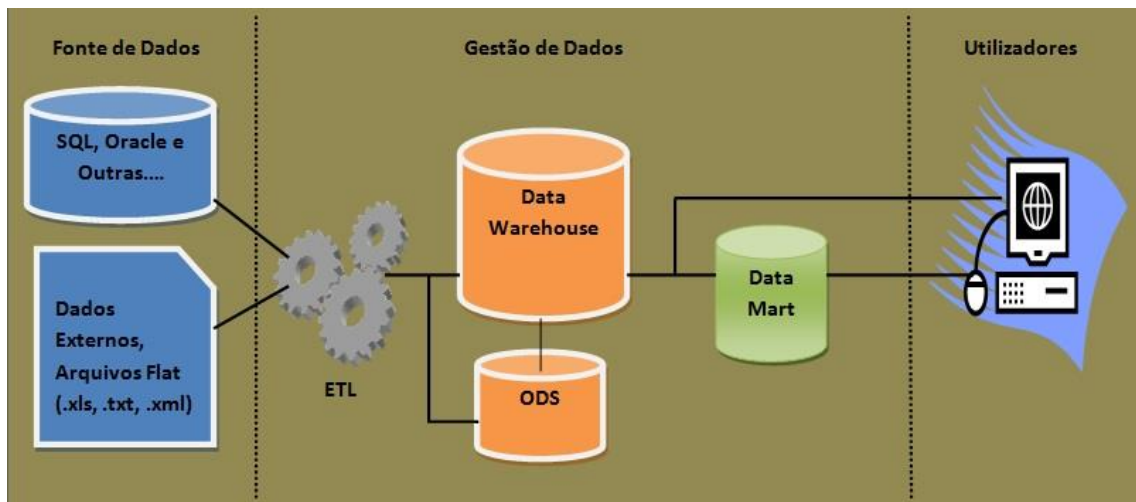 Fonte de Dados
Gestão de Dados
Utilizadores
SQL, Oracle e
Outras....
Dados
Externos,
Arquivos Flat
(.xls, .txt, .xml)
ETL
Data
Warehouse
ODS
Data
Mart